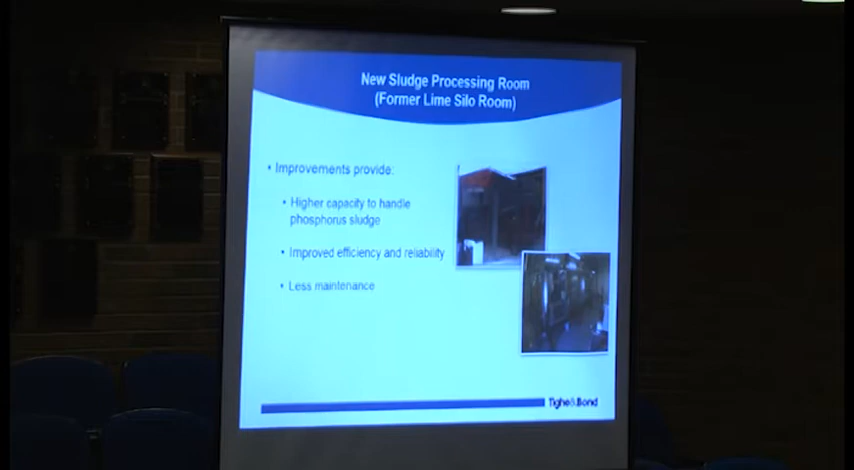 New Sludge Processing Room
(Former Lime Silo Room)
• Improvements provide:
• Higher capacity to handle
phosphorus sludge
• Improved efficiency and reliability
• Less maintenance
Tighe&Bond